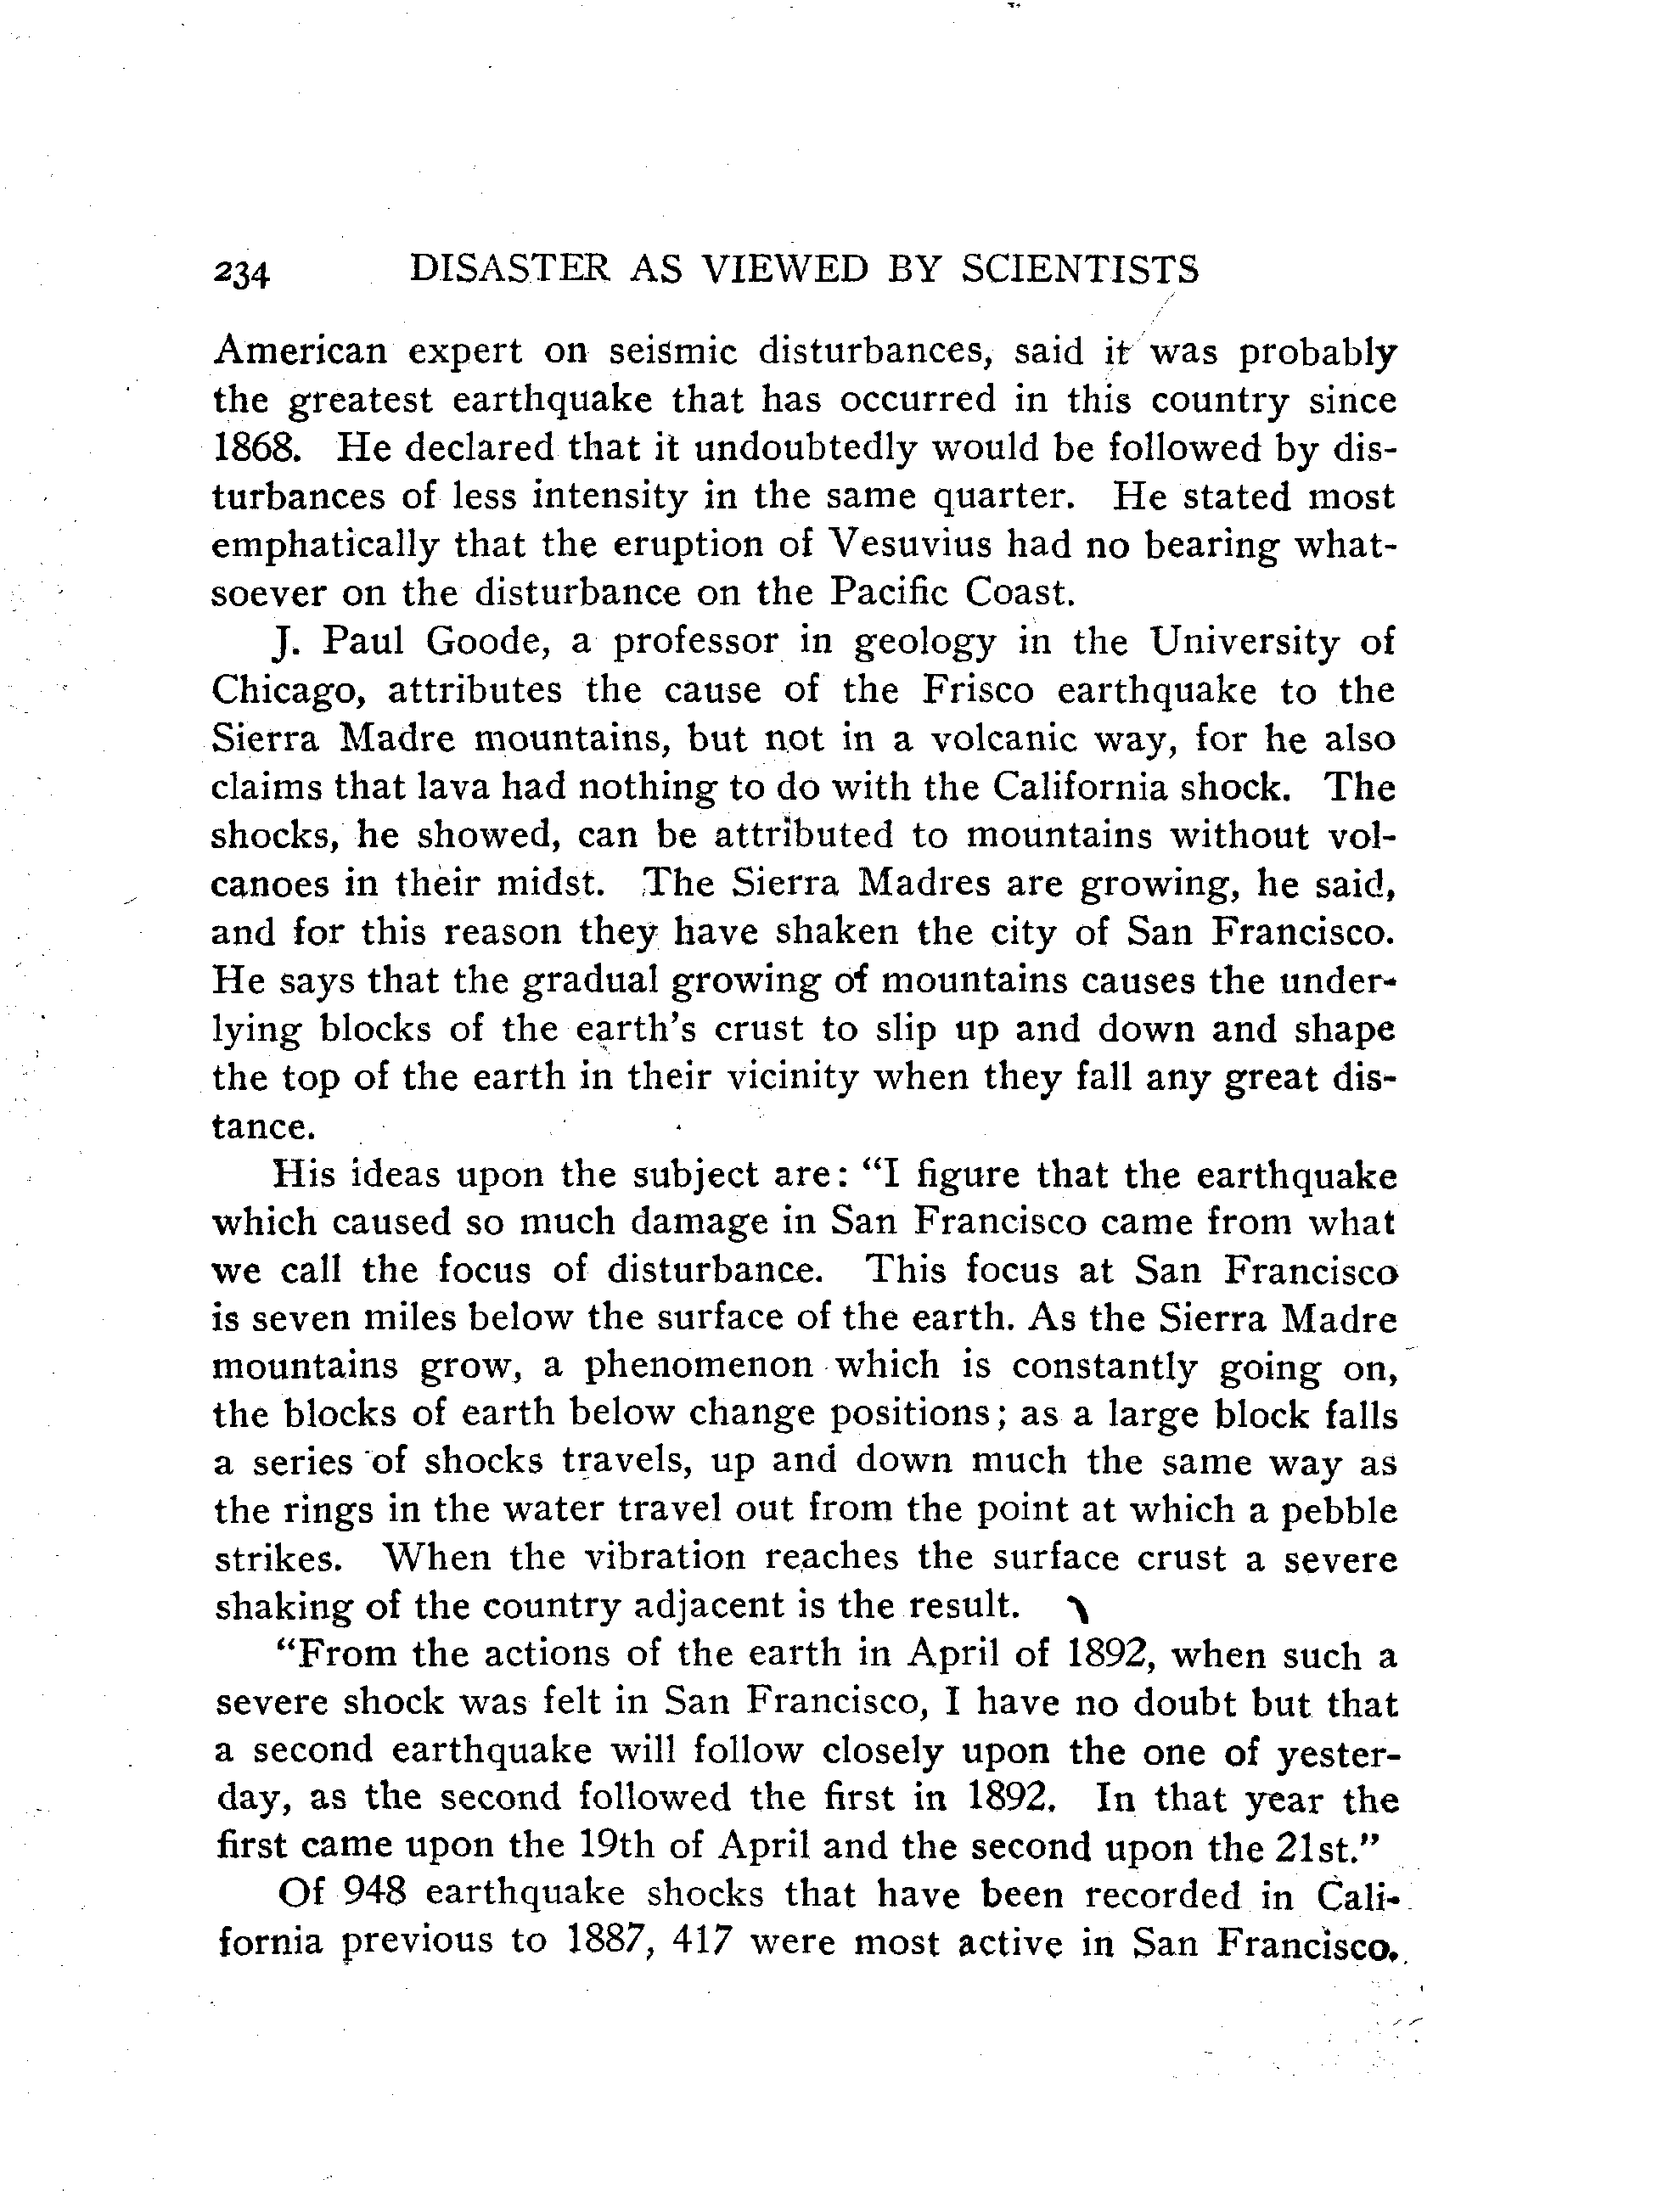 234 DISASTER AS VIEWED BY SCIENTISTS
American expert on seismic disturbances, said it was probably
the greatest earthquake that has occurred in this country since
1868. He declared that it undoubtedly would be followed by dis-
turbances of less intensity in the same quarter. He stated most
emphatically that the eruption of Vesuvius had no bearing what-
soever on the disturbance on the Pacific Coast.
J. Paul Goode, a professor in geology in the University of
Chicago, attributes the cause of the Frisco earthquake to the
Sierra Madre mountains, but not in a volcanic way, for he also
claims that lava had nothing to do with the California shock. The
shocks, he showed, can be attributed to mountains without vol-
canoes in their midst. The Sierra Madres are growing, he said,
and for this reason they have shaken the city of San Francisco.
He says that the gradual growing of mountains causes the under-
lying blocks of the earth's crust to slip up and down and shape
the top of the earth in their vicinity when they fall any great dis-
tance.
His ideas upon the subject are: "I figure that the earthquake
which caused so much damage in San Francisco came from what
we call the focus of disturbance. This focus at San Francisco
is seven miles below the surface of the earth. As the Sierra Madre
mountains grow, a phenomenon which is constantly going on,
the blocks of earth below change positions; as a large block falls
a series of shocks travels, up and down much the same way as
the rings in the water travel out from the point at which a pebble
strikes. When the vibration reaches the surface crust a severe
shaking of the country adjacent is the result.
"From the actions of the earth in April of 1892, when such a
severe shock was felt in San Francisco, I have no doubt but that
a second earthquake will follow closely upon the one of yester-
day, as the second followed the first in 1892. In that year the
first came upon the 19th of April and the second upon the 21st."
Of 948 earthquake shocks that have been recorded in Cali-
fornia previous to 1887, 417 were most active in San Francisco.